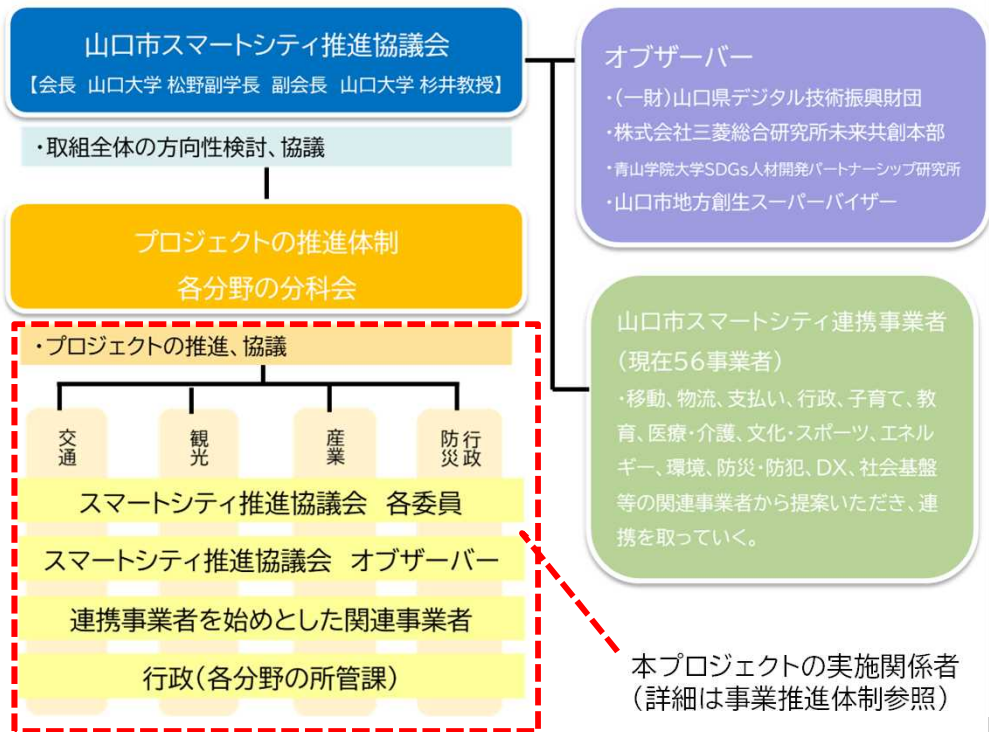 山口市スマートシティ推進協議会
【会長 山口大学 松野副学長 副会長 山口大学 杉井教授】
・取組全体の方向性検討、協議
プロジェクトの推進体制
各分野の分科会
・プロジェクトの推進、協議
交通
観光
産業
行政
防災
スマートシティ推進協議会 各委員
スマートシティ推進協議会 オブザーバー
連携事業者を始めとした関連事業者
行政(各分野の所管課)
オブザーバー
・(一財)山口県デジタル技術振興財団
・株式会社三菱総合研究所未来共創本部
・青山学院大学SDGs人材開発パートナーシップ研究所
・山口市地方創生スーパーバイザー
山口市スマートシティ連携事業者
(現在56事業者)
・移動、物流、支払い、行政、子育て、教
育、医療・介護、文化・スポーツ、エネル
ギー、環境、防災・防犯、DX、社会基盤
等の関連事業者から提案いただき、連
携を取っていく。
本プロジェクトの実施関係者
(詳細は事業推進体制参照)